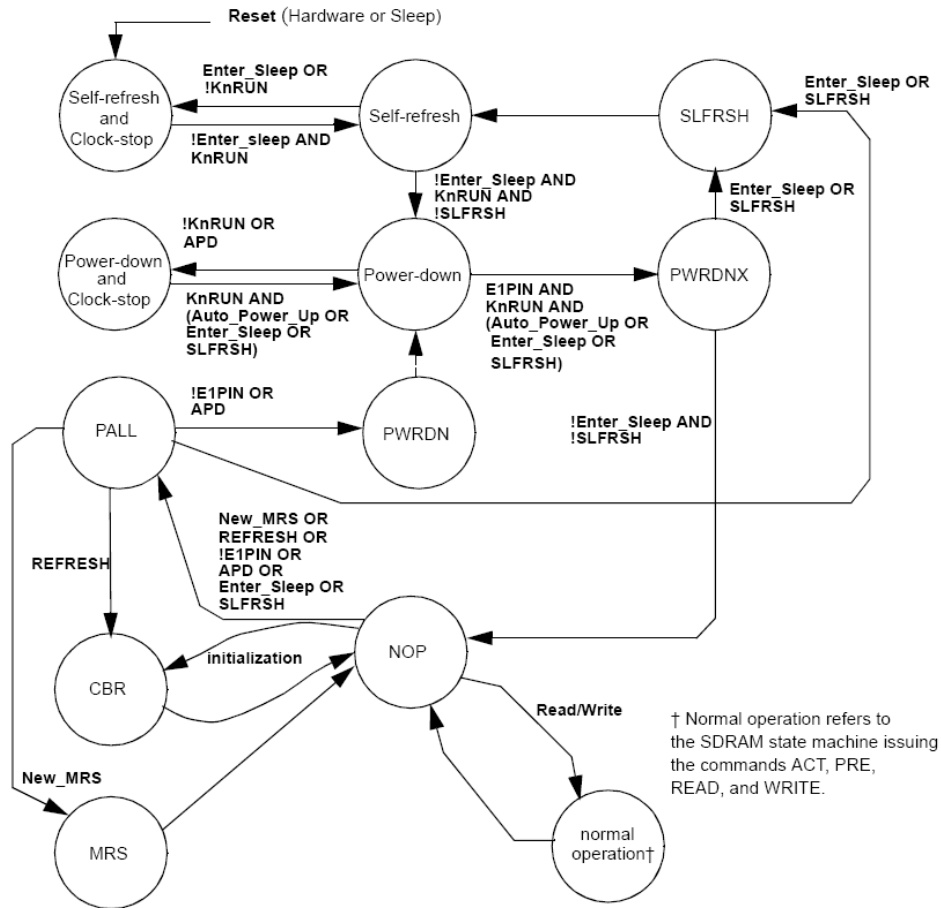 Reset (Hardware or Sleep)
Self-refresh
and
Clock-stop
Enter_Sleep OR
!KnRUN
!Enter_sleep AND
KnRUN
Self-refresh
SLFRSH
Enter_Sleep OR
SLFRSH
!Enter_Sleep AND
KnRUN AND
!SLFRSH
Enter_Sleep OR
SLFRSH
Power-down
and
Clock-stop
!KnRUN OR
APD
KnRUN AND
(Auto_Power_Up OR
Enter_Sleep OR
SLFRSH)
Power-down
E1PIN AND
KnRUN AND
(Auto_Power_Up OR
Enter_Sleep OR
SLFRSH)
PWRDNX
PALL
!E1PIN OR
APD
PWRDN
!Enter_Sleep AND
!SLFRSH
REFRESH
New_MRS OR
REFRESH OR
!E1PIN OR
APD OR
Enter_Sleep OR
SLFRSH
CBR
initialization
NOP
Read/Write
New_MRS
MRS
normal
operation†
† Normal operation refers to
the SDRAM state machine issuing
the commands ACT, PRE,
READ, and WRITE.